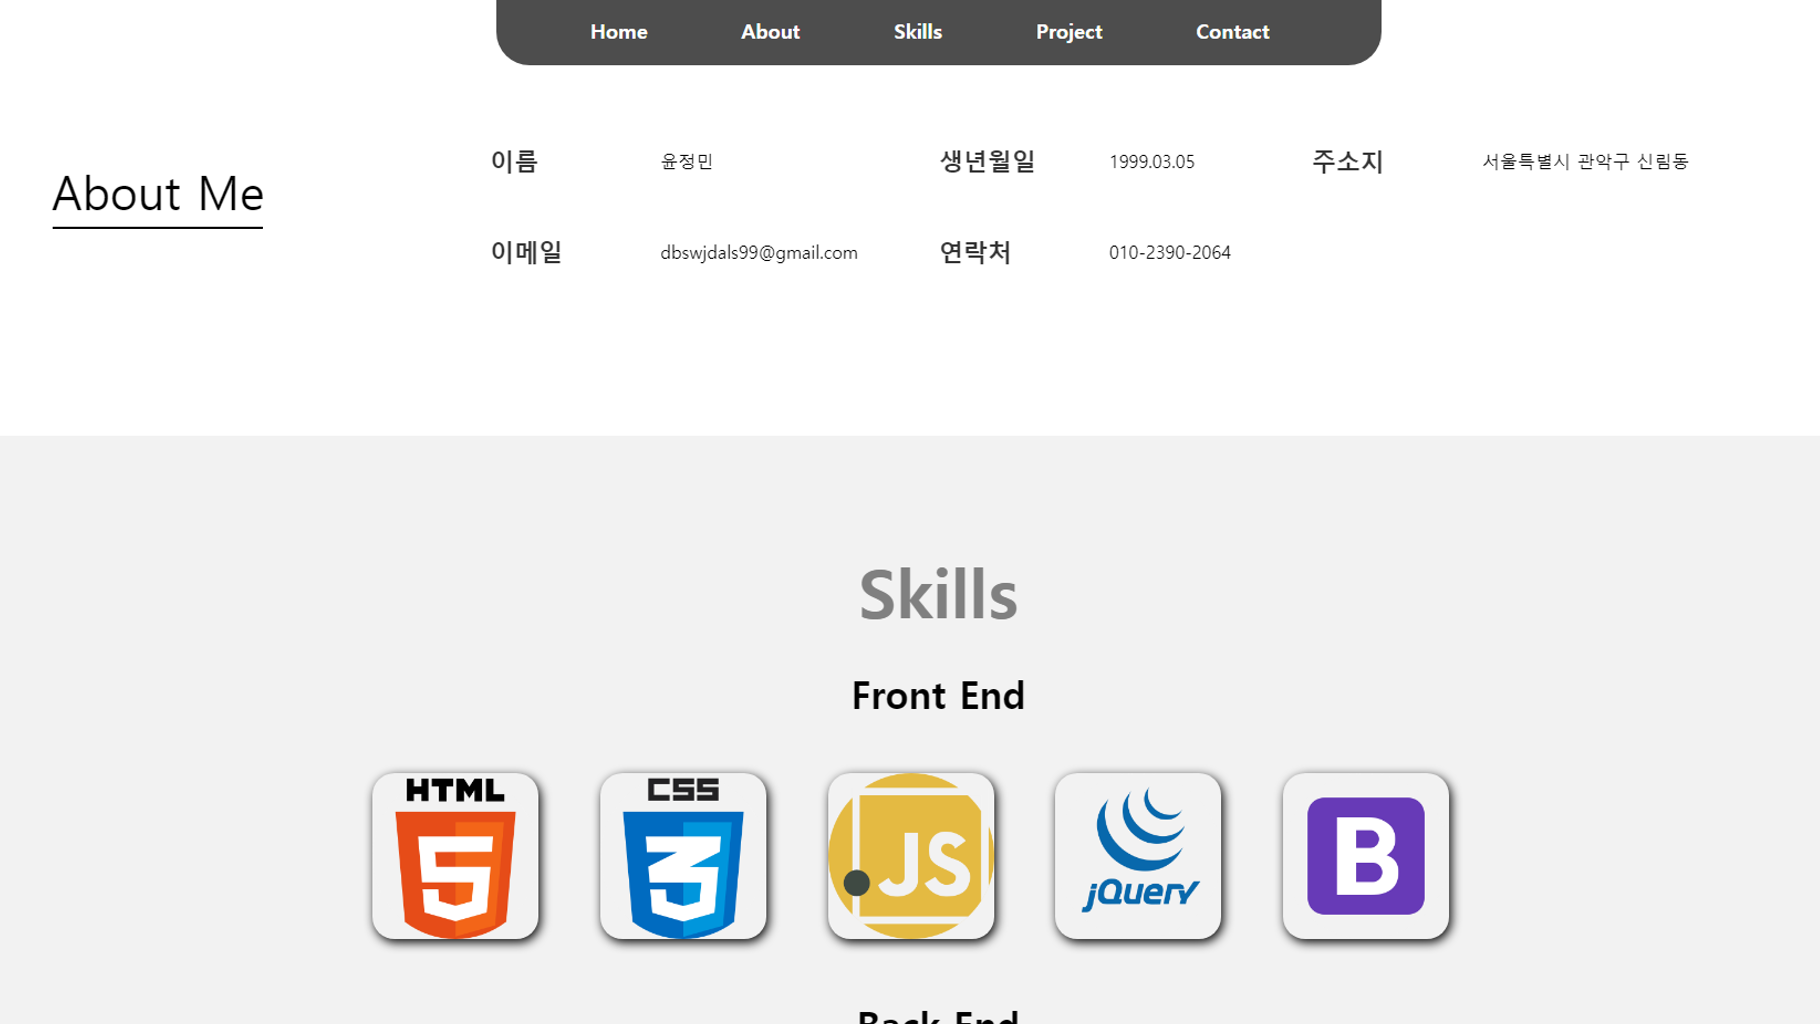 Home About Skills Project Contact
About Me
이름 윤정민 생년월일 1999.03.05 주소지 서울특별시 관악구 신림동
이메일 dbswjdals99@gmail.com 연락처 010-2390-2064
Skills
Front End
HTML CSS JS jQuery B
5 3
Back End